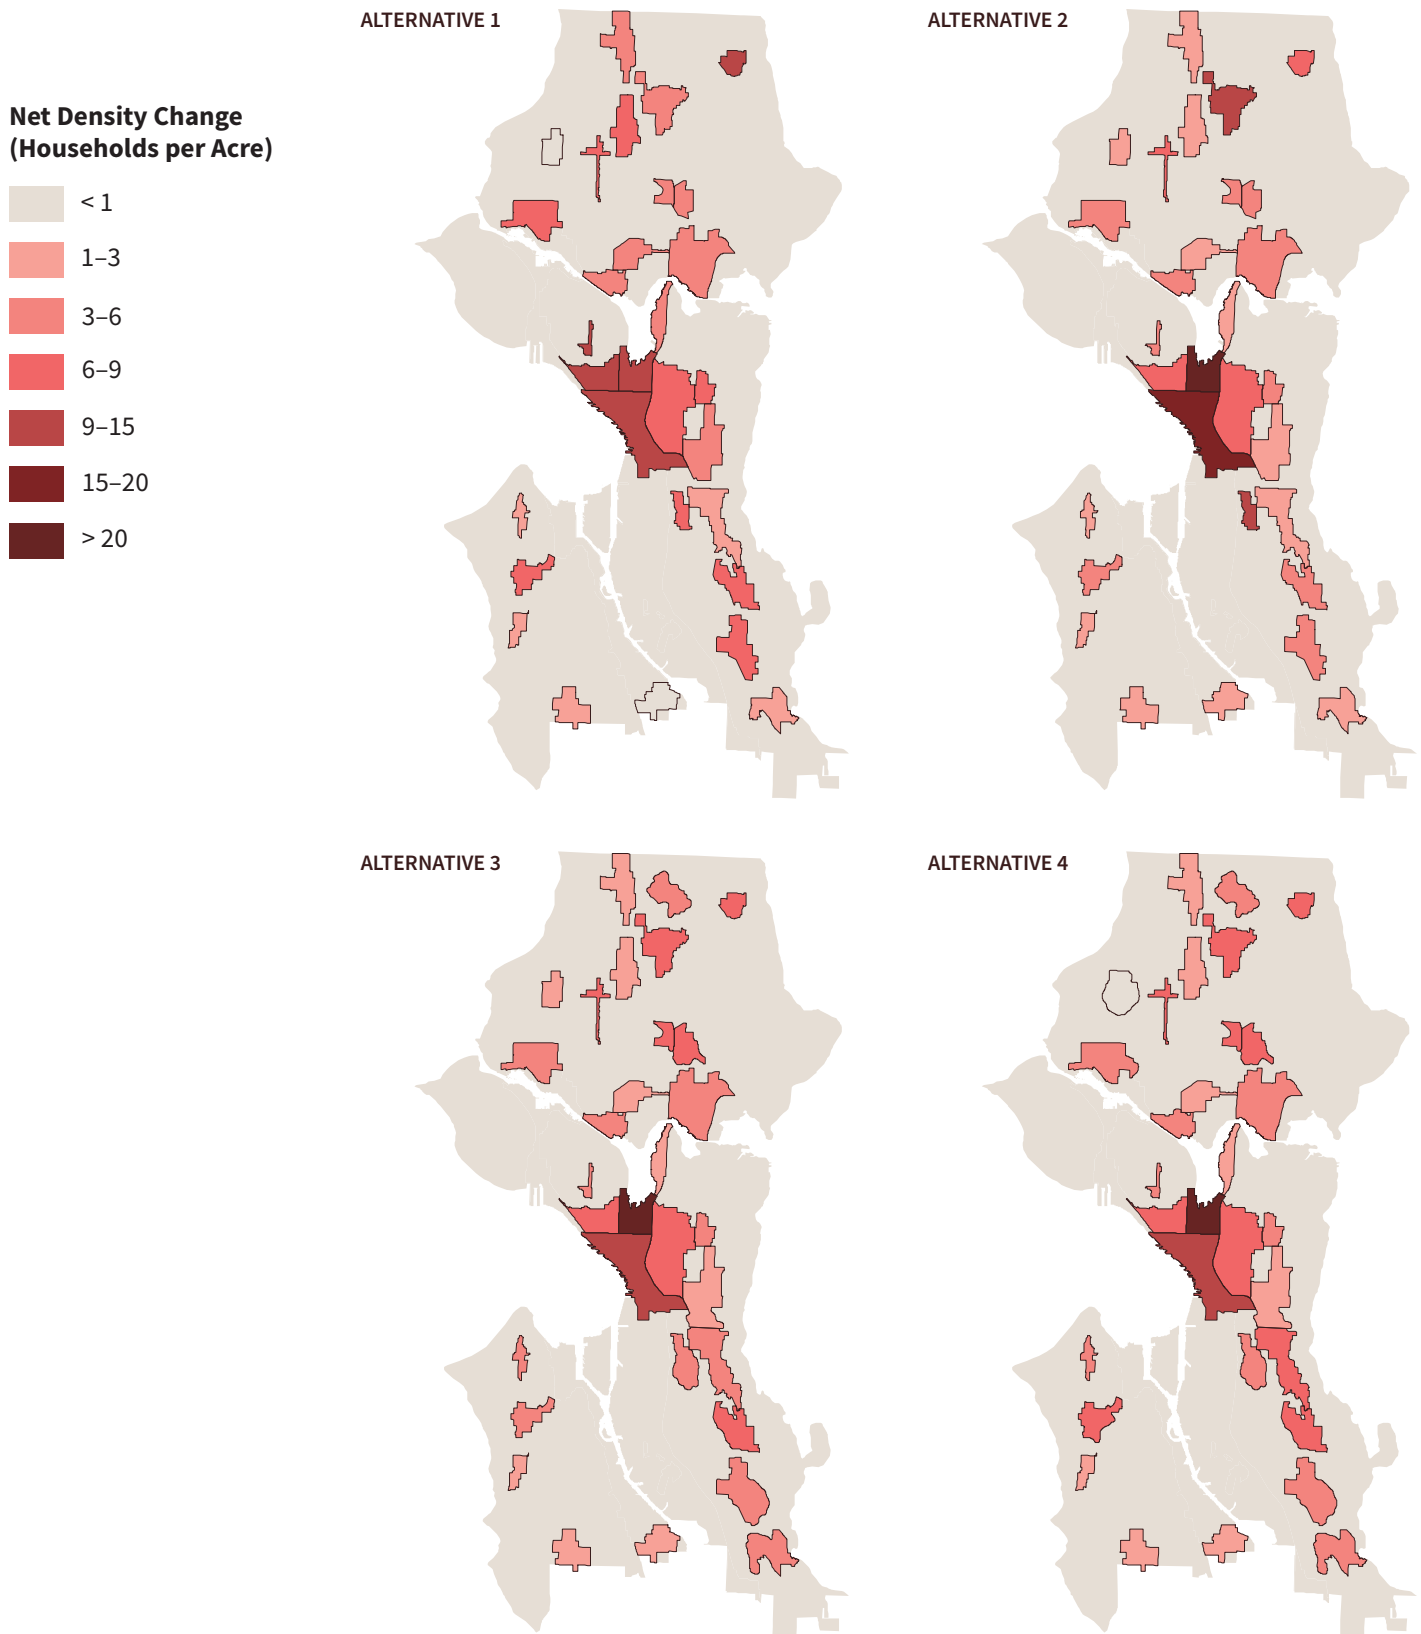 ALTERNATIVE 1
ALTERNATIVE 2
Net Density Change
(Households per Acre)
< 1
1–3
3–6
6–9
9–15
15–20
> 20
ALTERNATIVE 3
ALTERNATIVE 4